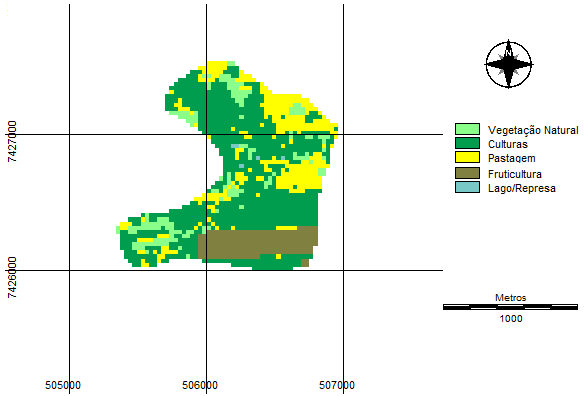 7427000
7426000
505000
506000
507000
N
Vegetação Natural
Culturas
Pastagem
Fruticultura
Lago/Represa
Metros
1000